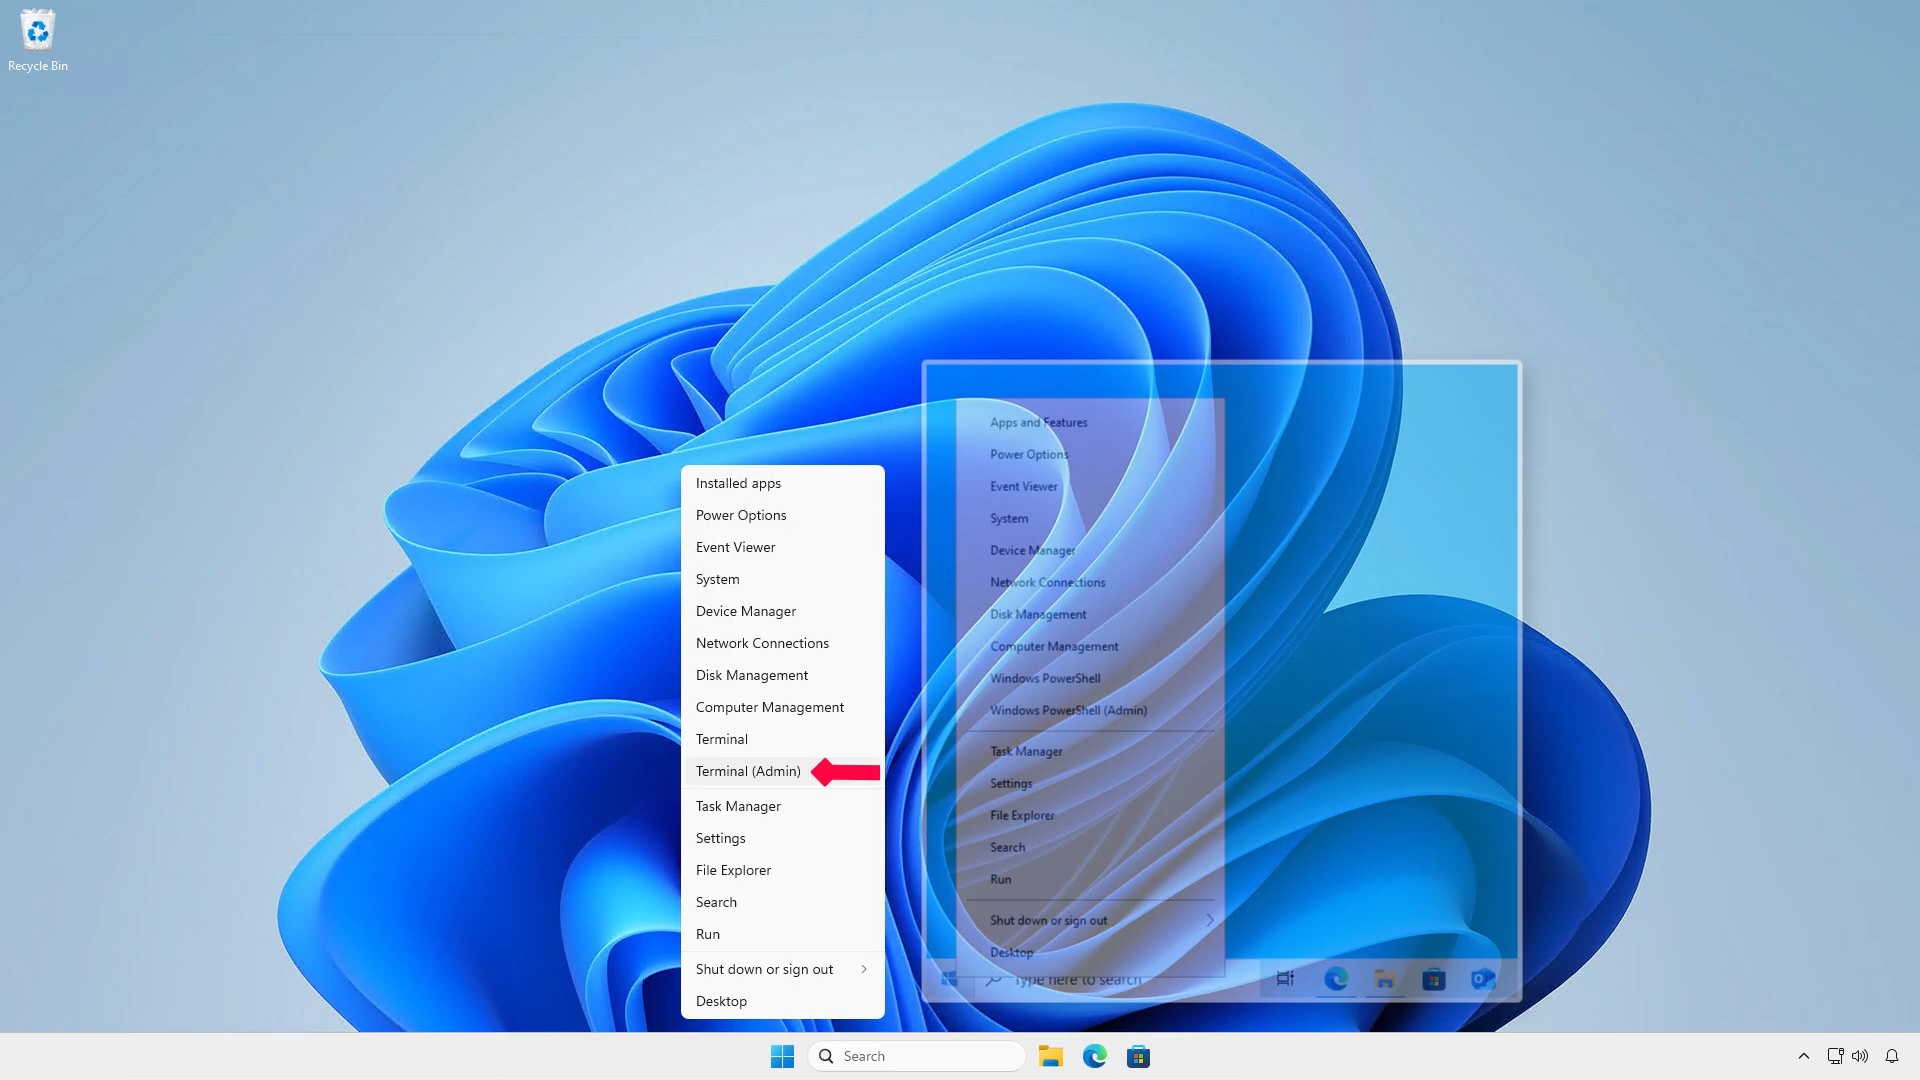 Recycle Bin
Installed apps
Power Options
Event Viewer
System
Device Manager
Network Connections
Disk Management
Computer Management
Terminal
Terminal (Admin)
Task Manager
Settings
File Explorer
Search
Run
Shut down or sign out
Desktop
Apps and Features
Power Options
Event Viewer
System
Device Manager
Network Connections
Disk Management
Computer Management
Windows PowerShell
Windows PowerShell (Admin)
Task Manager
Settings
File Explorer
Search
Run
Shut down or sign out
Desktop
Type here to search
Search